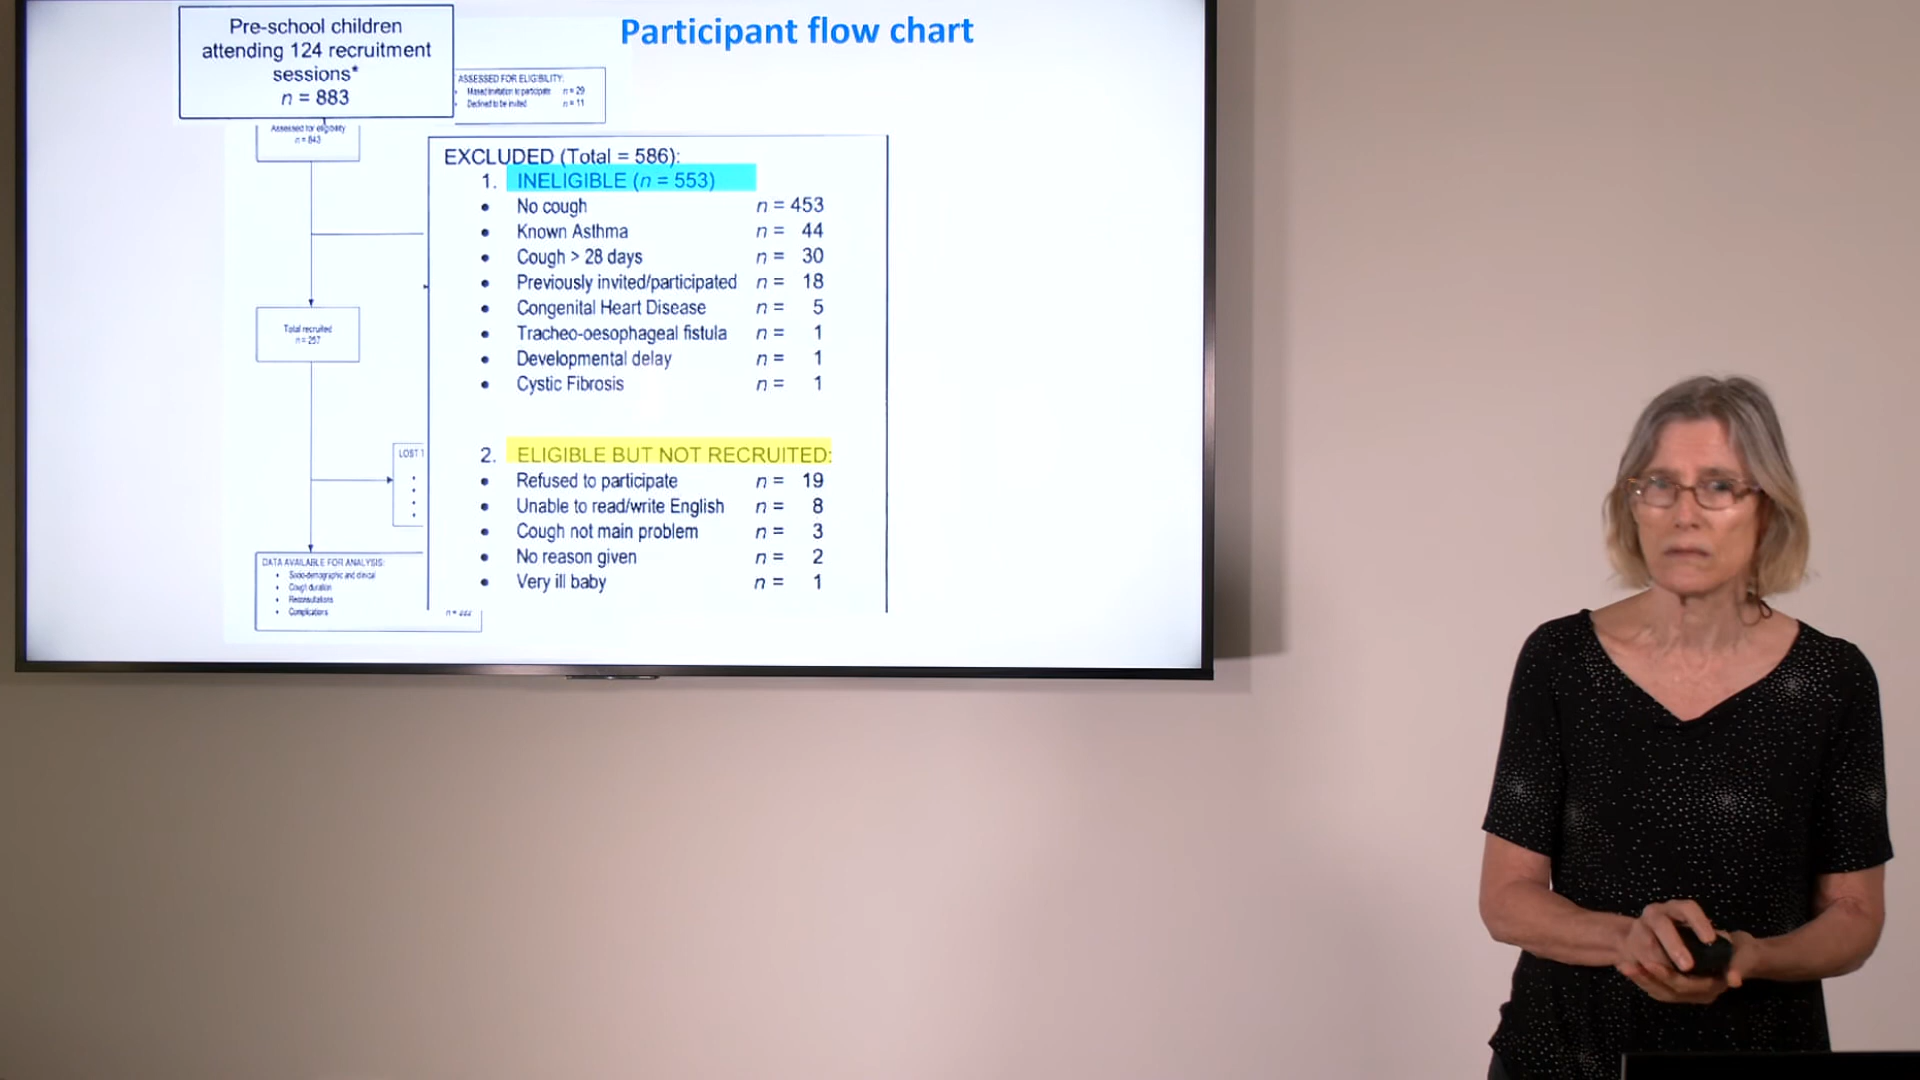 Participant flow chart
Pre-school children
attending 124 recruitment
sessions*
n = 883
ASSESSED FOR ELIGIBILITY:
Missed invitation to participate n = 29
Declined to be invited n = 11
Assessed for eligibility
n = 843
EXCLUDED (Total = 586):
1. INELIGIBLE (n = 553)
• No cough n = 453
• Known Asthma n = 44
• Cough > 28 days n = 30
• Previously invited/participated n = 18
• Congenital Heart Disease n = 5
• Tracheo-oesophageal fistula n = 1
• Developmental delay n = 1
• Cystic Fibrosis n = 1
2. ELIGIBLE BUT NOT RECRUITED:
• Refused to participate n = 19
• Unable to read/write English n = 8
• Cough not main problem n = 3
• No reason given n = 2
• Very ill baby n = 1
Total recruited
n = 257
LOST
DATA AVAILABLE FOR ANALYSIS:
• Socio-demographic and clinical
• Cough duration
• Reconsultations
• Complications